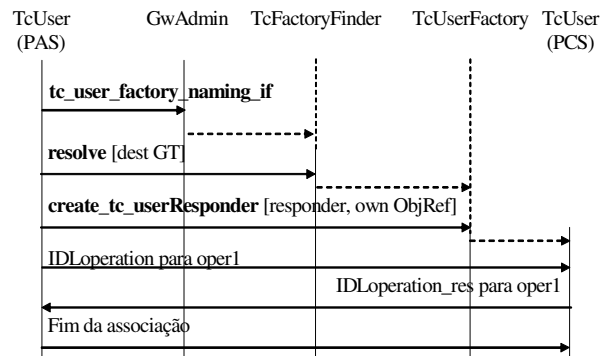 TcUser GwAdmin TcFactoryFinder TcUserFactory TcUser
(PAS) (PCS)
tc_user_factory_naming_if
resolve [dest GT]
create_tc_userResponder [responder, own ObjRef]
IDLoperation para oper1
IDLoperation_res para oper1
Fim da associação